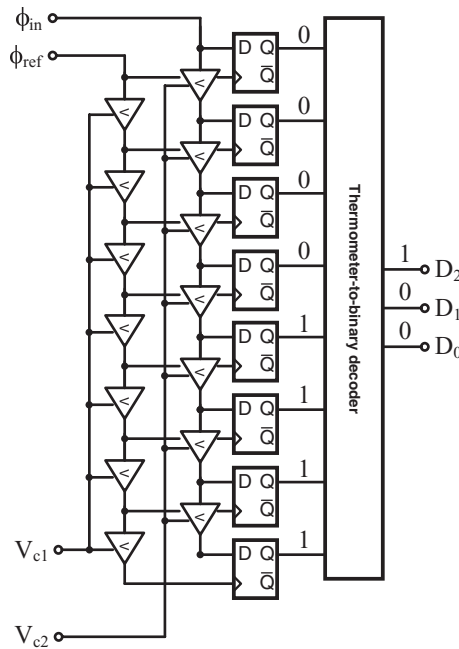 ϕin
ϕref
D Q 0
Q̅
<
D Q 0
<
Q̅
<
D Q 0
<
Q̅
<
D Q 0
<
Q̅
<
D Q 1
<
Q̅
<
D Q 1
<
Q̅
<
D Q 1
<
Q̅
<
D Q 1
<
Q̅
Thermometer-to-binary decoder
1 D2
0 D1
0 D0
Vc1
Vc2